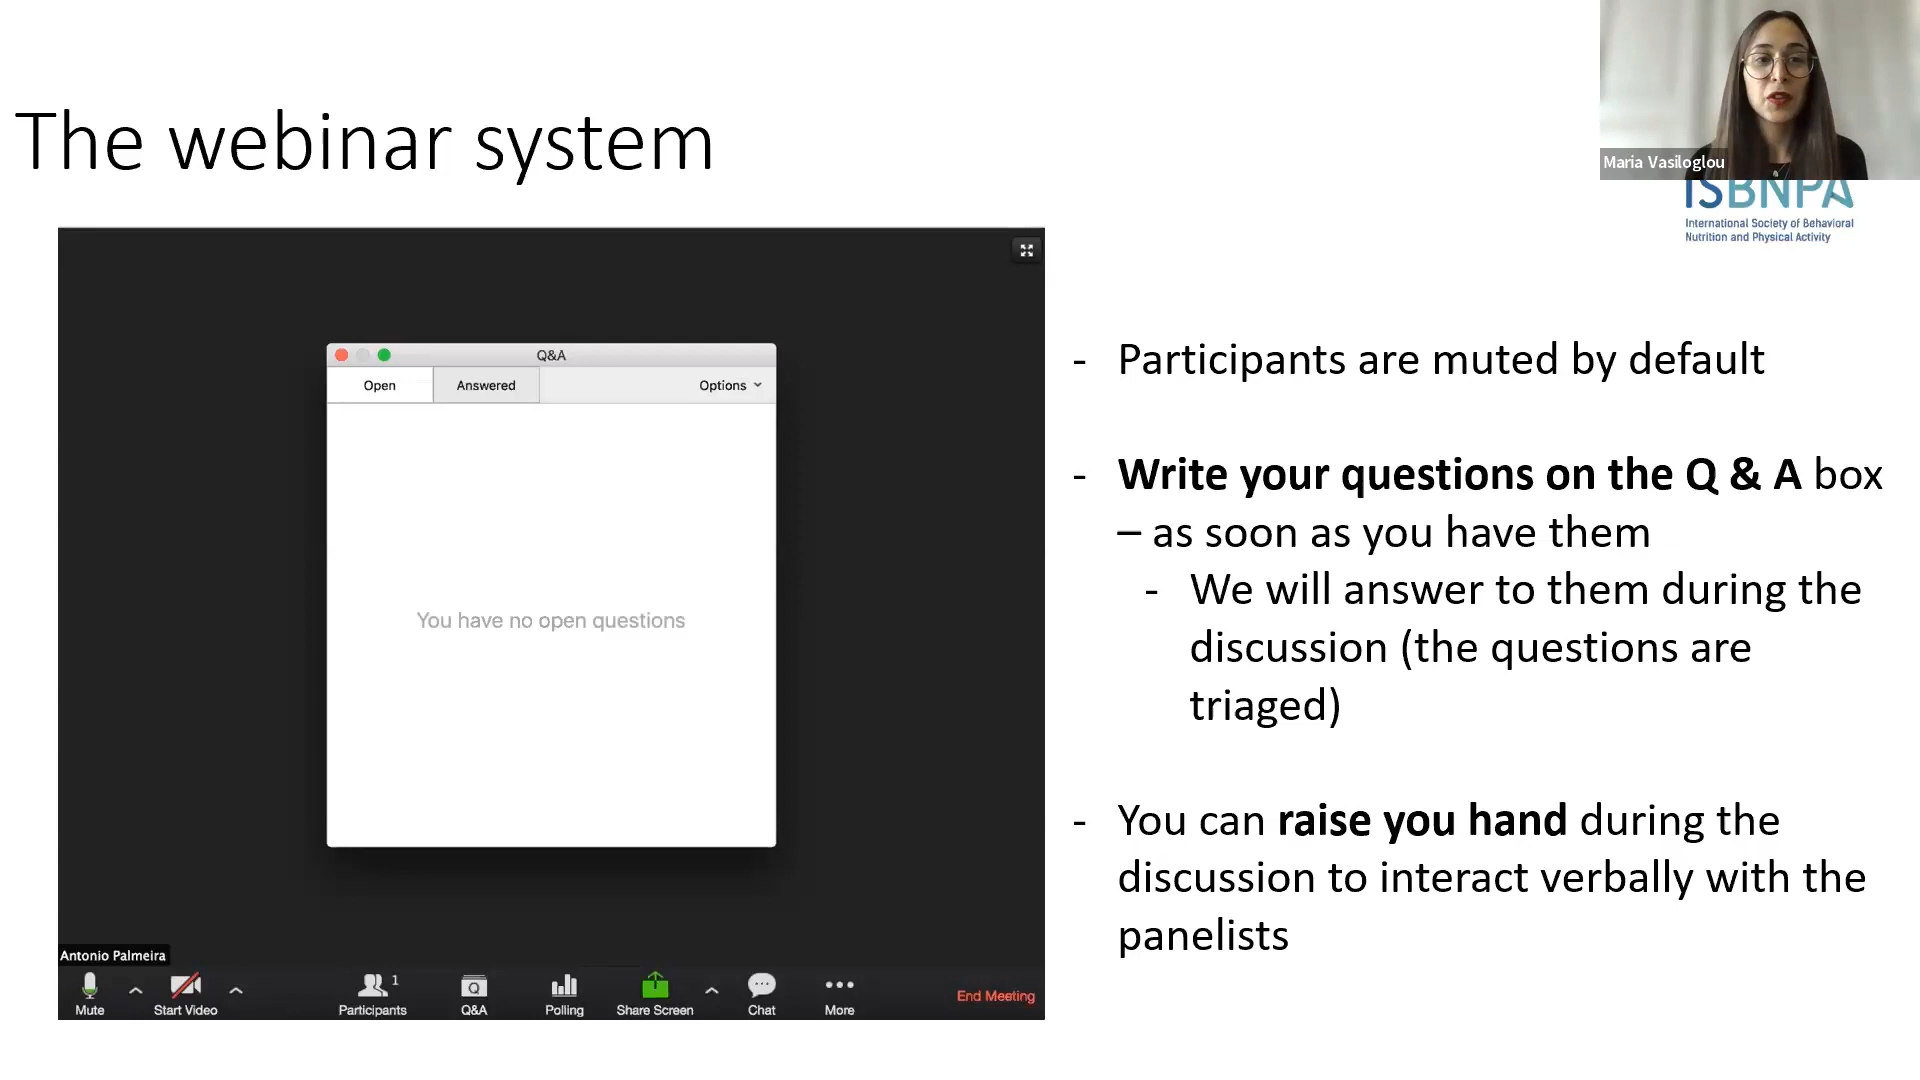 The webinar system
Maria Vasiloglou
ISBNPA
International Society of Behavioral
Nutrition and Physical Activity
Q&A
Open
Answered
Options
You have no open questions
Antonio Palmeira
Mute
Start Video
1
Participants
Q&A
Polling
Share Screen
Chat
More
End Meeting
- Participants are muted by default
- Write your questions on the Q & A box
– as soon as you have them
- We will answer to them during the
discussion (the questions are
triaged)
- You can raise you hand during the
discussion to interact verbally with the
panelists